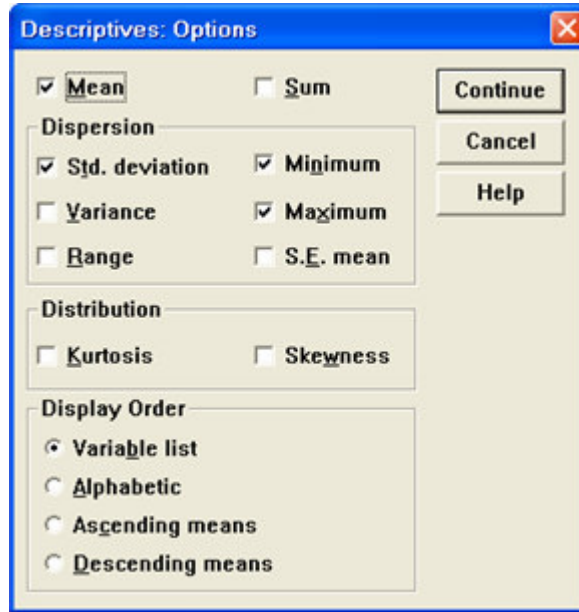 Descriptives: Options
Mean
Sum
Continue
Dispersion
Cancel
Std. deviation
Minimum
Help
Variance
Maximum
Range
S.E. mean
Distribution
Kurtosis
Skewness
Display Order
Variable list
Alphabetic
Ascending means
Descending means